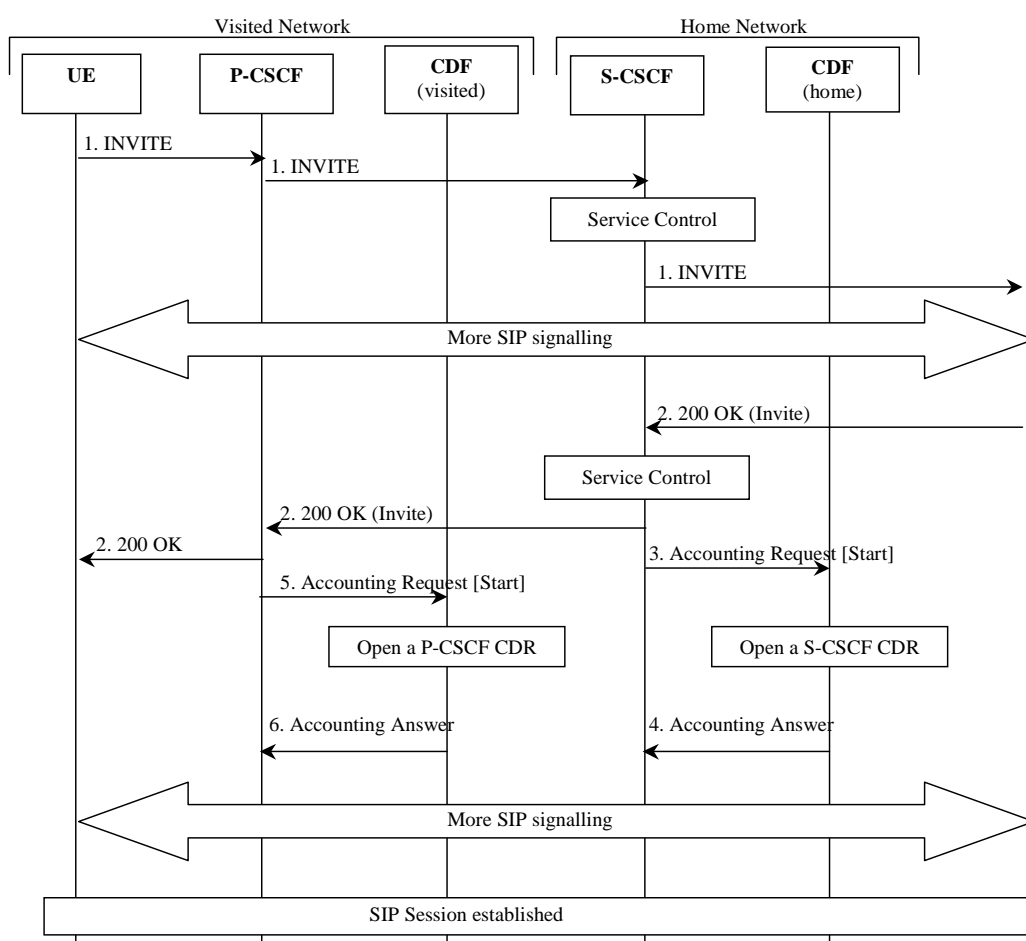 Visited Network
Home Network
UE
P-CSCF
CDF
(visited)
S-CSCF
CDF
(home)
1. INVITE
1. INVITE
Service Control
1. INVITE
More SIP signalling
2. 200 OK (Invite)
Service Control
2. 200 OK (Invite)
2. 200 OK
3. Accounting Request [Start]
5. Accounting Request [Start]
Open a P-CSCF CDR
Open a S-CSCF CDR
6. Accounting Answer
4. Accounting Answer
More SIP signalling
SIP Session established